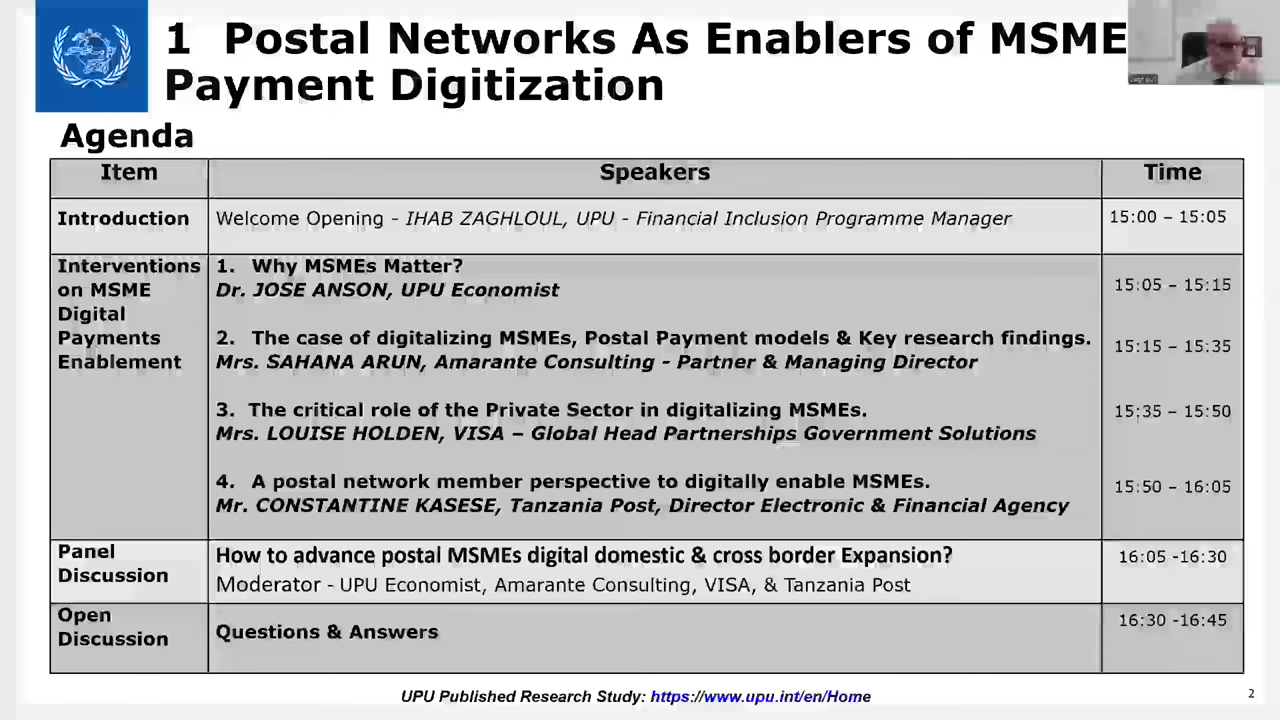 1 Postal Networks As Enablers of MSME
Payment Digitization
Agenda
Item
Speakers
Time
Introduction
Welcome Opening - IHAB ZAGHLOUL, UPU - Financial Inclusion Programme Manager
15:00 – 15:05
Interventions
on MSME
Digital
Payments
Enablement
1. Why MSMEs Matter?
Dr. JOSE ANSON, UPU Economist
15:05 – 15:15
2. The case of digitalizing MSMEs, Postal Payment models & Key research findings.
Mrs. SAHANA ARUN, Amarante Consulting - Partner & Managing Director
15:15 – 15:35
3. The critical role of the Private Sector in digitalizing MSMEs.
Mrs. LOUISE HOLDEN, VISA – Global Head Partnerships Government Solutions
15:35 – 15:50
4. A postal network member perspective to digitally enable MSMEs.
Mr. CONSTANTINE KASESE, Tanzania Post, Director Electronic & Financial Agency
15:50 – 16:05
Panel
Discussion
How to advance postal MSMEs digital domestic & cross border Expansion?
Moderator - UPU Economist, Amarante Consulting, VISA, & Tanzania Post
16:05 -16:30
Open
Discussion
Questions & Answers
16:30 -16:45
UPU Published Research Study: https://www.upu.int/en/Home
2